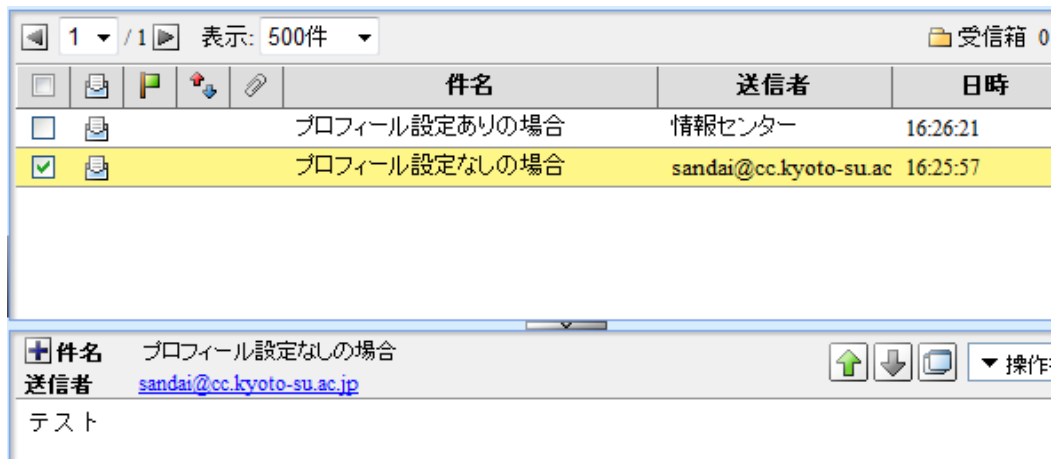 1 / 1 表示: 500件 受信箱 0
件名 送信者 日時
プロフィール設定ありの場合 情報センター 16:26:21
プロフィール設定なしの場合 sandai@cc.kyoto-su.ac 16:25:57
件名 プロフィール設定なしの場合
送信者 sandai@cc.kyoto-su.ac.jp 操作
テスト